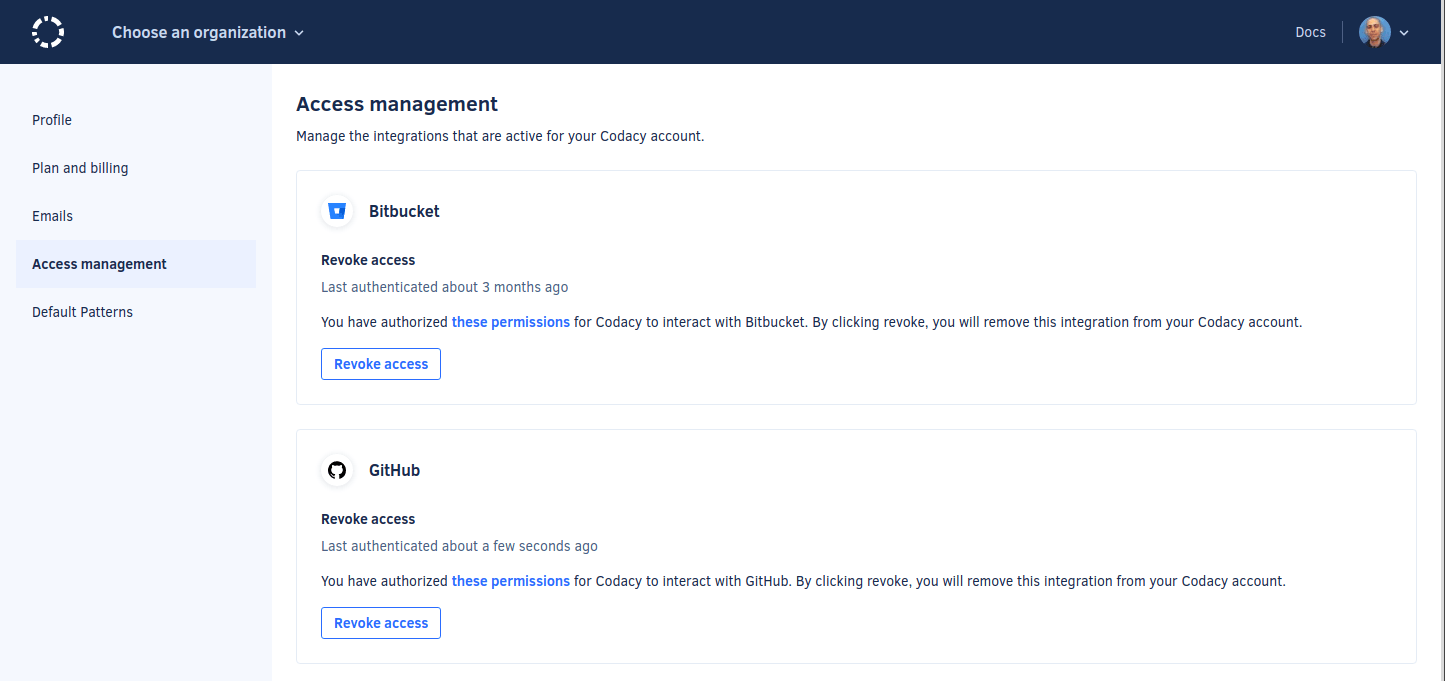 Choose an organization
Docs
Profile
Plan and billing
Emails
Access management
Default Patterns
Access management
Manage the integrations that are active for your Codacy account.
Bitbucket
Revoke access
Last authenticated about 3 months ago
You have authorized these permissions for Codacy to interact with Bitbucket. By clicking revoke, you will remove this integration from your Codacy account.
Revoke access
GitHub
Revoke access
Last authenticated about a few seconds ago
You have authorized these permissions for Codacy to interact with GitHub. By clicking revoke, you will remove this integration from your Codacy account.
Revoke access